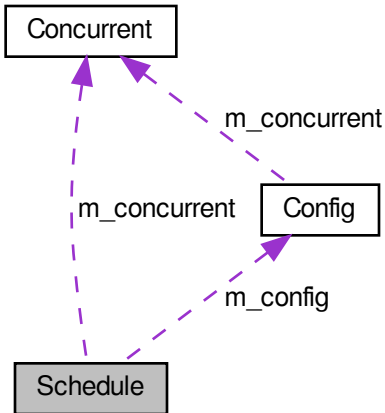 Concurrent
m_concurrent
Config
m_concurrent
m_config
Schedule